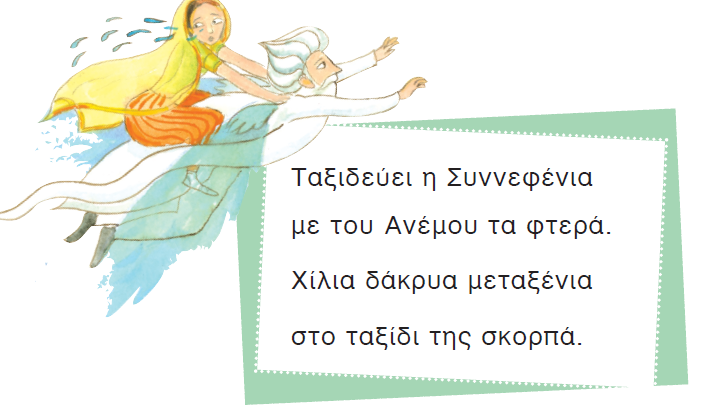 Ταξιδεύει η Συννεφένια
με του Ανέμου τα φτερά.
Χίλια δάκρυα μεταξένια
στο ταξίδι της σκορπά.